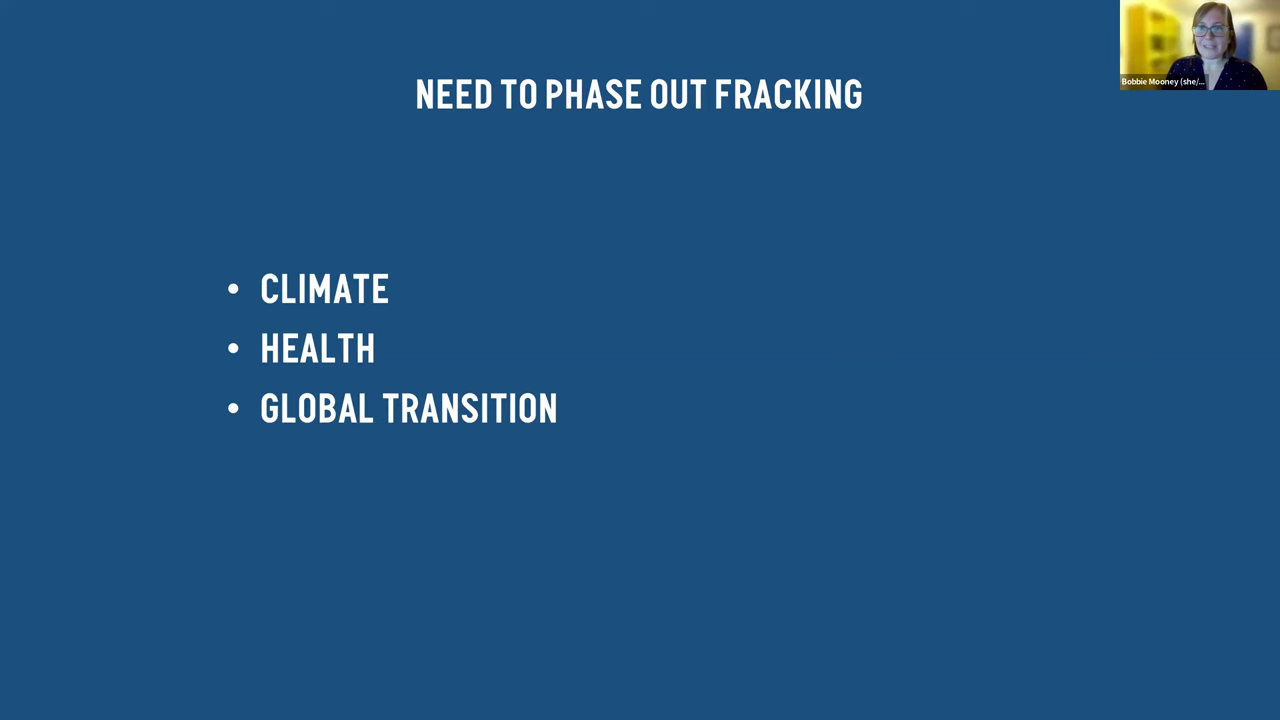 NEED TO PHASE OUT FRACKING
Bobbie Mooney (she/...
• CLIMATE
• HEALTH
• GLOBAL TRANSITION